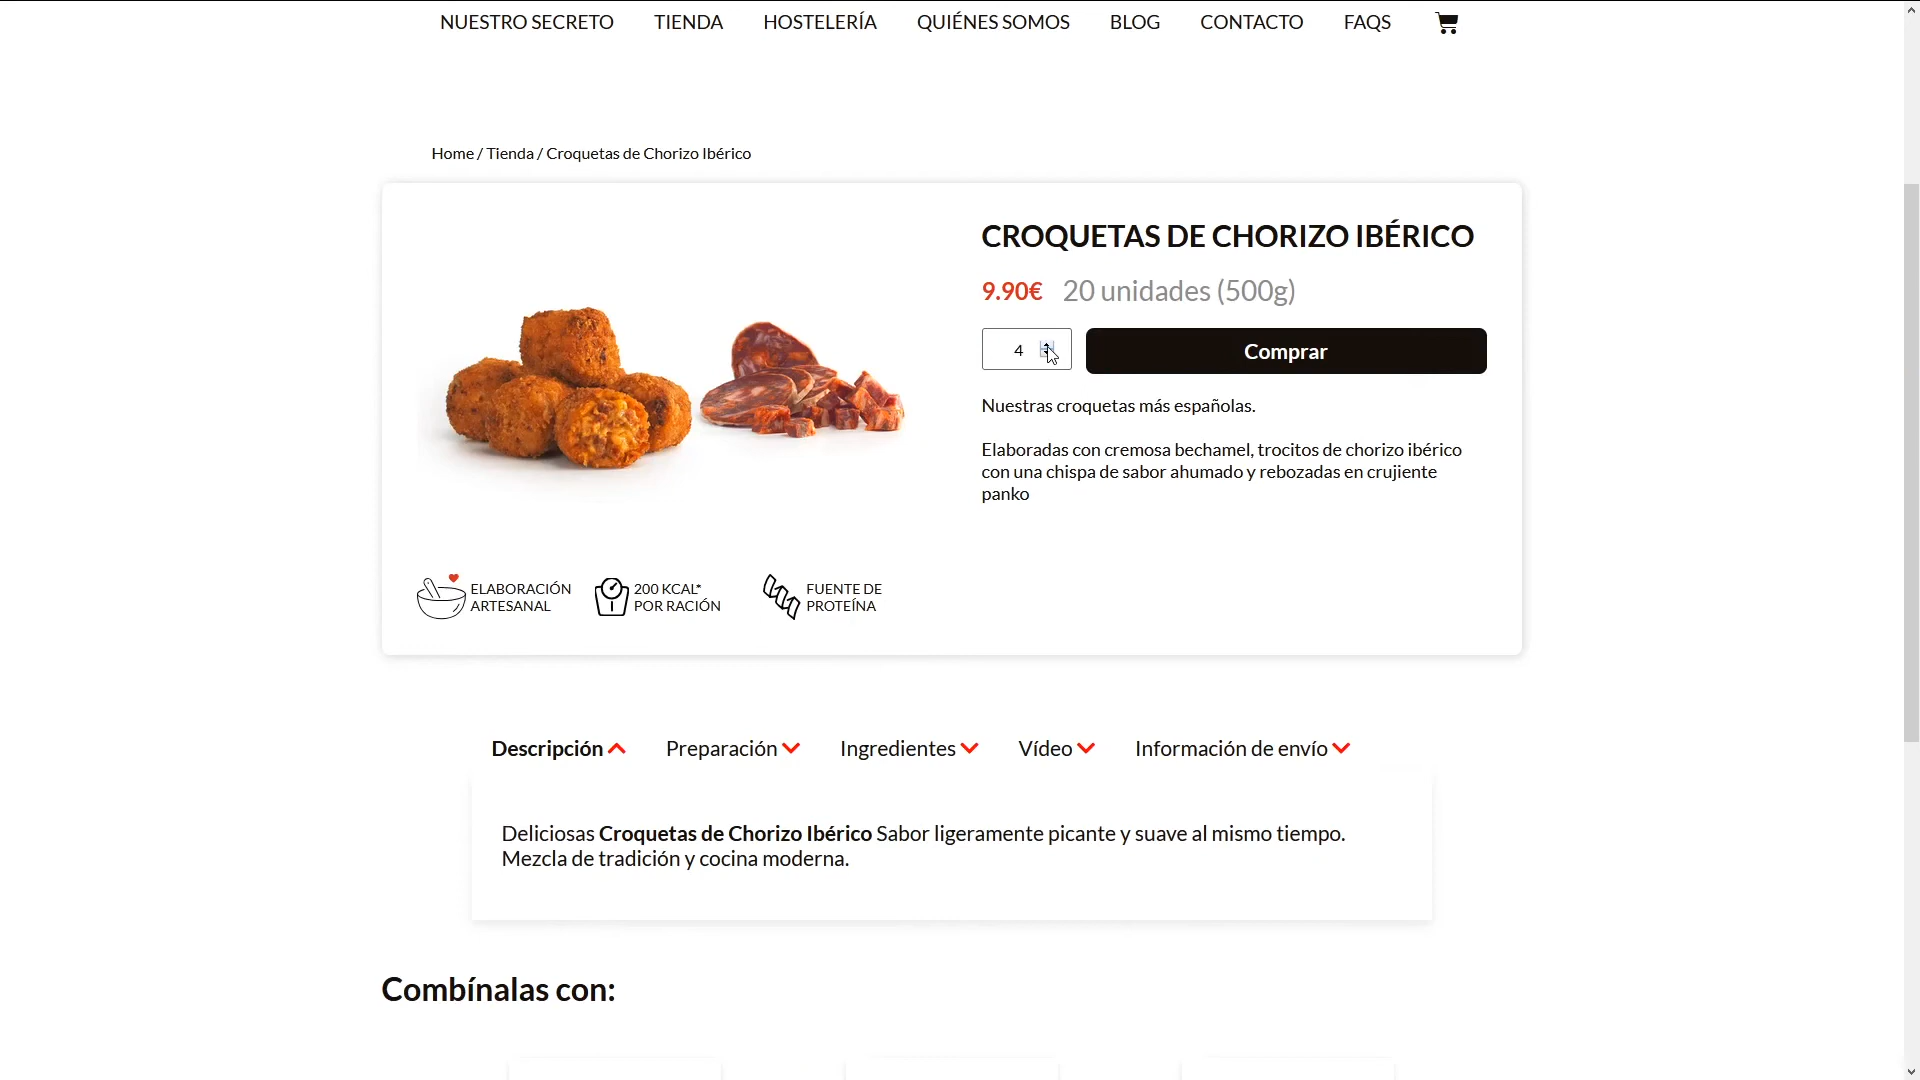 NUESTRO SECRETO TIENDA HOSTELERÍA QUIÉNES SOMOS BLOG CONTACTO FAQS
Home / Tienda / Croquetas de Chorizo Ibérico
CROQUETAS DE CHORIZO IBÉRICO
9.90€ 20 unidades (500g)
4 Comprar
Nuestras croquetas más españolas.
Elaboradas con cremosa bechamel, trocitos de chorizo ibérico
con una chispa de sabor ahumado y rebozadas en crujiente
panko
ELABORACIÓN
ARTESANAL
200 KCAL*
POR RACIÓN
FUENTE DE
PROTEÍNA
Descripción Preparación Ingredientes Vídeo Información de envío
Deliciosas Croquetas de Chorizo Ibérico Sabor ligeramente picante y suave al mismo tiempo.
Mezcla de tradición y cocina moderna.
Combínalas con: